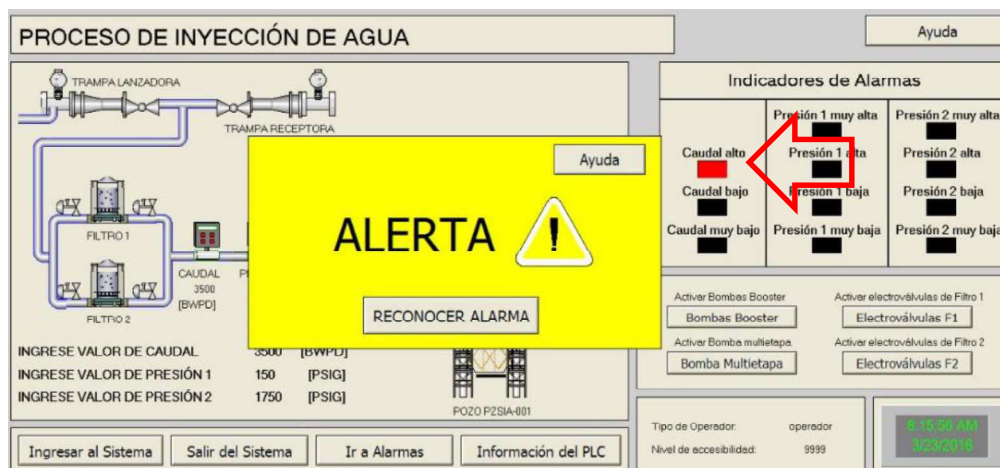 PROCESO DE INYECCIÓN DE AGUA
Ayuda
TRAMPA LANZADORA
TRAMPA RECEPTORA
FILTRO 1
FILTRO 2
CAUDAL
3500
[BWPD]
Ayuda
ALERTA
!
RECONOCER ALARMA
INGRESE VALOR DE CAUDAL 3500 [BWPD]
INGRESE VALOR DE PRESIÓN 1 150 [PSIG]
INGRESE VALOR DE PRESIÓN 2 1750 [PSIG]
POZO PZSIA-001
Ingresar al Sistema Salir del Sistema Ir a Alarmas Información del PLC
Indicadores de Alarmas
Presión 1 muy alta Presión 2 muy alta
Caudal alto Presión 1 alta Presión 2 alta
Caudal bajo Presión 1 baja Presión 2 baja
Caudal muy bajo Presión 1 muy baja Presión 2 muy baja
Activar Bombas Booster Activar electroválvulas de Filtro 1
Bombas Booster Electroválvulas F1
Activar Bomba multietapa Activar electroválvulas de Filtro 2
Bomba Multietapa Electroválvulas F2
Tipo de Operador: operador
Nivel de accesibilidad: 9999
3/23/2016